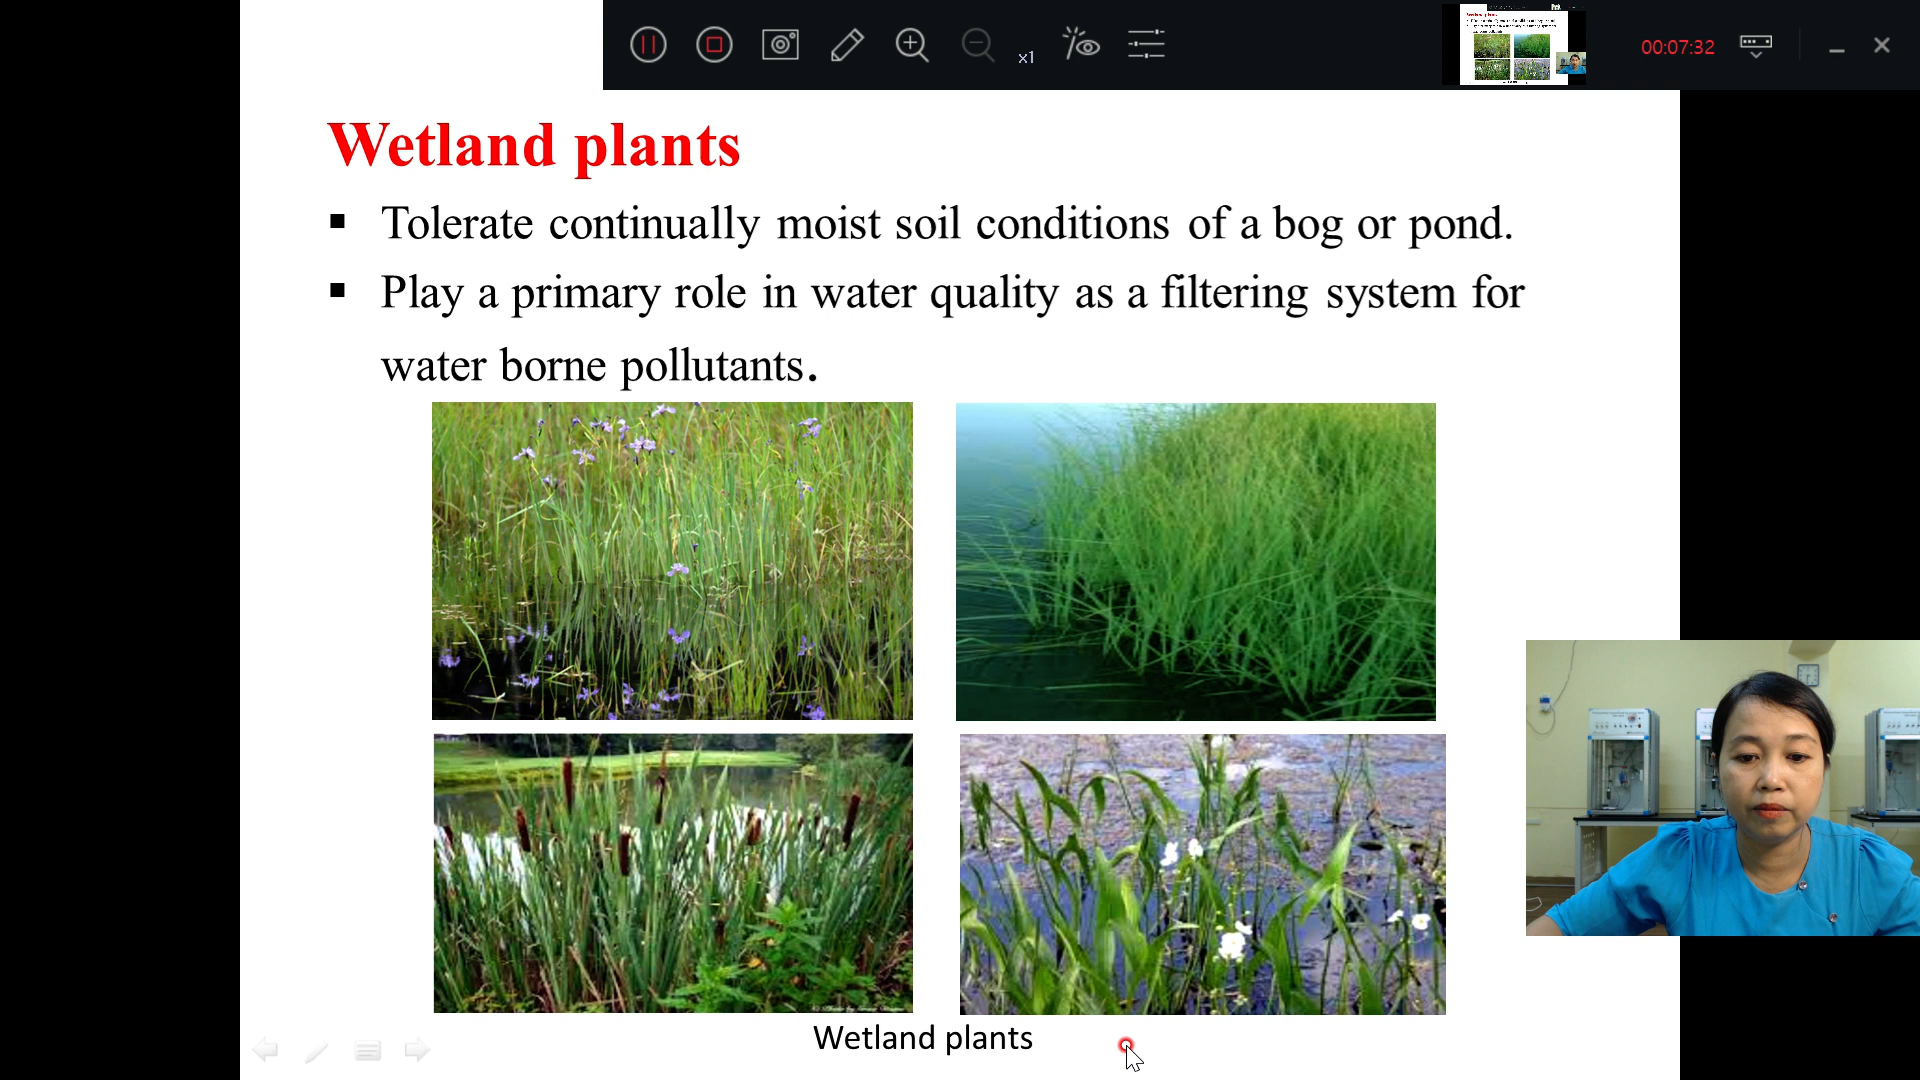 x1
00:07:32
Wetland plants
▪ Tolerate continually moist soil conditions of a bog or pond.
▪ Play a primary role in water quality as a filtering system for
water borne pollutants.
Wetland plants